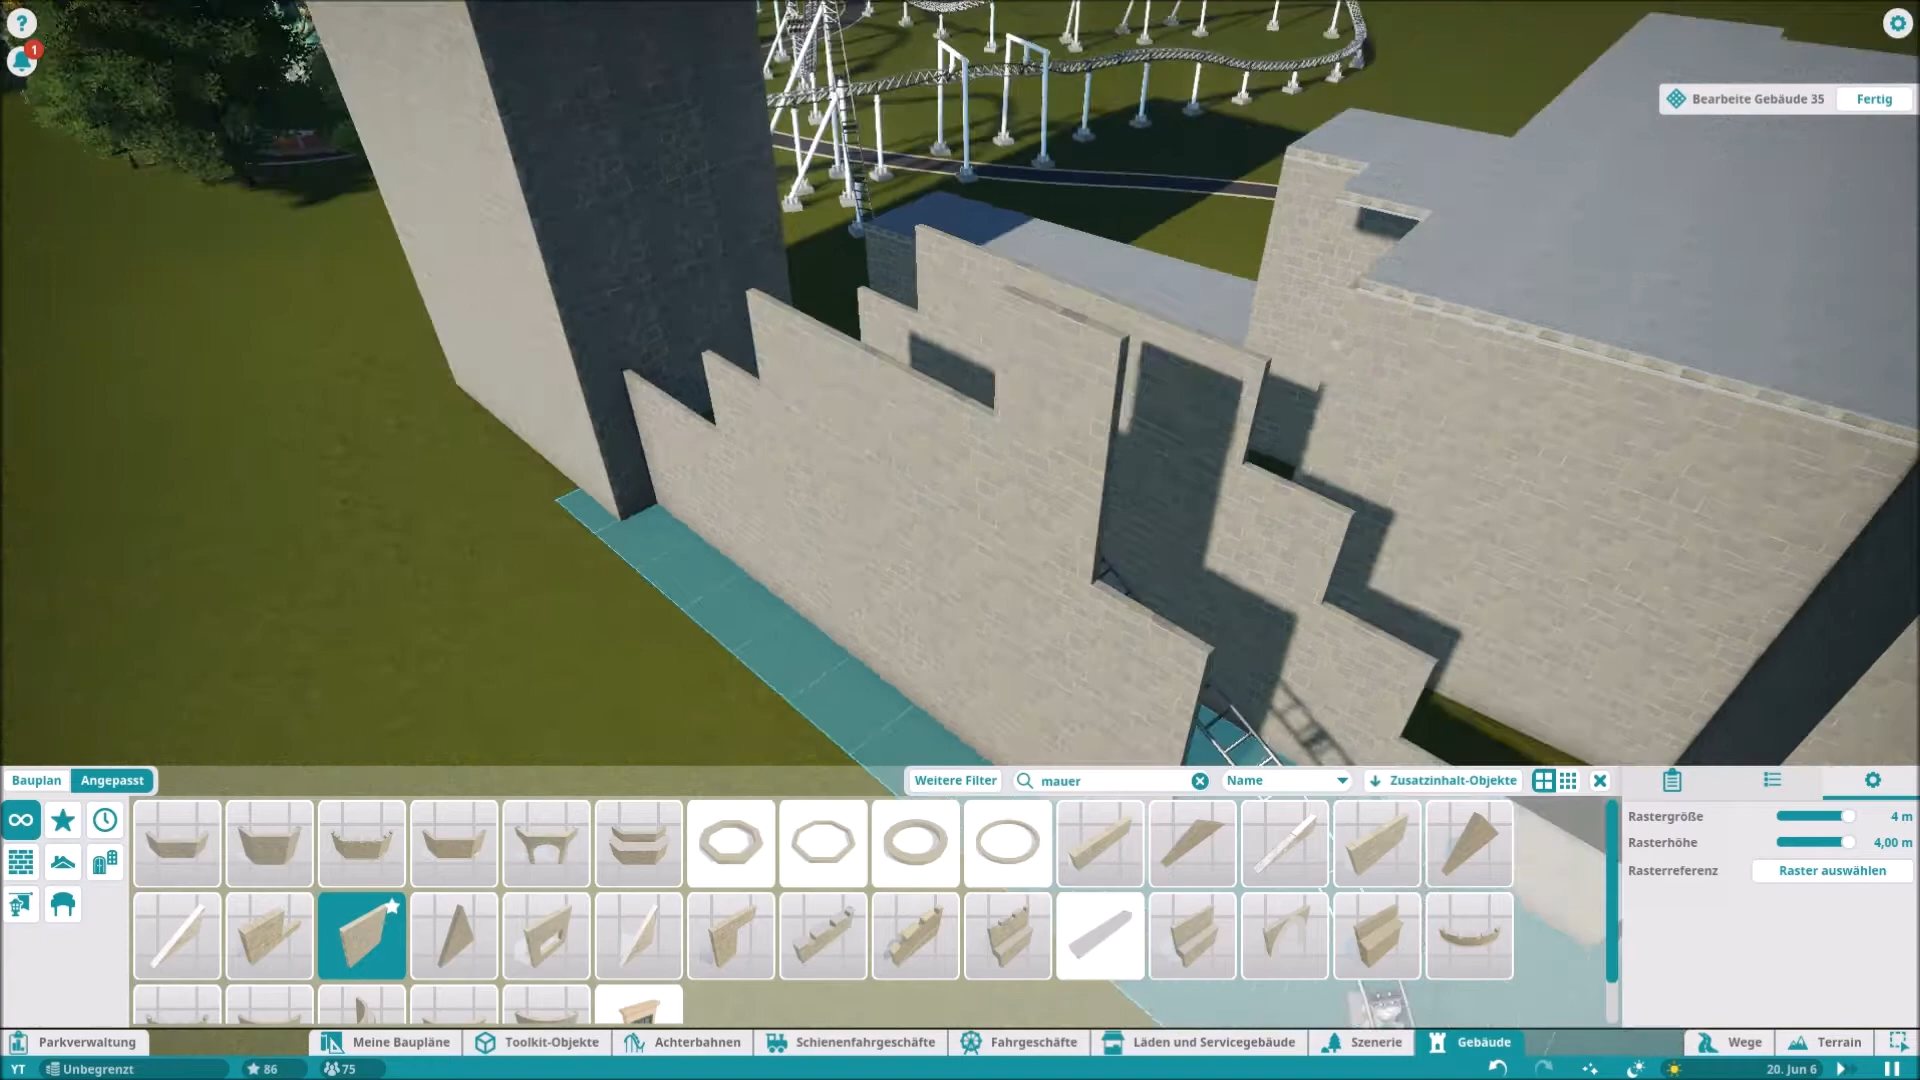 ?
1
Bearbeite Gebäude 35
Fertig
Bauplan
Angepasst
Weitere Filter
mauer
Name
Zusatzinhalt-Objekte
Rastergröße
4 m
Rasterhöhe
4,00 m
Rasterreferenz
Raster auswählen
Parkverwaltung
Meine Baupläne
Toolkit-Objekte
Achterbahnen
Schienenfahrgeschäfte
Fahrgeschäfte
Läden und Servicegebäude
Szenerie
Gebäude
Wege
Terrain
YT
Unbegrenzt
86
75
20. Jun 6